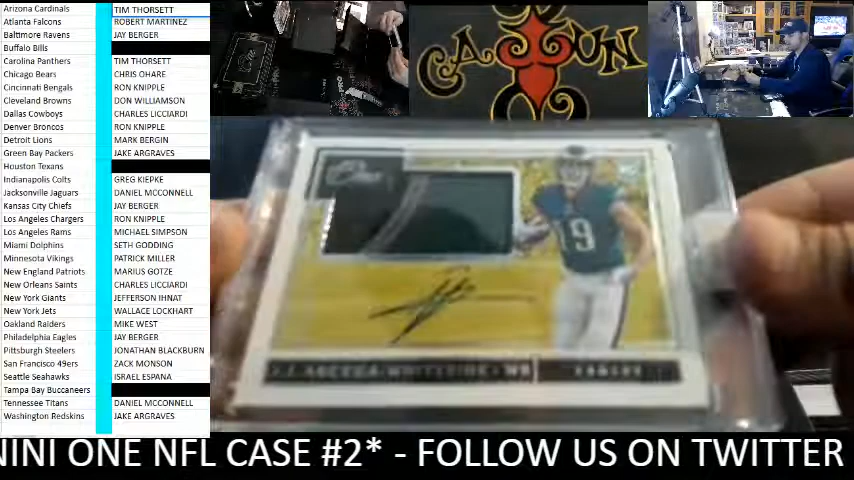 Arizona Cardinals TIM THORSETT
Atlanta Falcons ROBERT MARTINEZ
Baltimore Ravens JAY BERGER
Buffalo Bills
Carolina Panthers TIM THORSETT
Chicago Bears CHRIS OHARE
Cincinnati Bengals RON KNIPPLE
Cleveland Browns DON WILLIAMSON
Dallas Cowboys CHARLES LICCIARDI
Denver Broncos RON KNIPPLE
Detroit Lions MARK BERGIN
Green Bay Packers JAKE ARGRAVES
Houston Texans
Indianapolis Colts GREG KIEPKE
Jacksonville Jaguars DANIEL MCCONNELL
Kansas City Chiefs JAY BERGER
Los Angeles Chargers RON KNIPPLE
Los Angeles Rams MICHAEL SIMPSON
Miami Dolphins SETH GODDING
Minnesota Vikings PATRICK MILLER
New England Patriots MARIUS GOTZE
New Orleans Saints CHARLES LICCIARDI
New York Giants JEFFERSON IHNAT
New York Jets WALLACE LOCKHART
Oakland Raiders MIKE WEST
Philadelphia Eagles JAY BERGER
Pittsburgh Steelers JONATHAN BLACKBURN
San Francisco 49ers ZACK MONSON
Seattle Seahawks ISRAEL ESPANA
Tampa Bay Buccaneers
Tennessee Titans DANIEL MCCONNELL
Washington Redskins JAKE ARGRAVES
CAJUN
One
19
J.J. ARCEGA-WHITESIDE • WR
EAGLES
NINI ONE NFL CASE #2* - FOLLOW US ON TWITTER